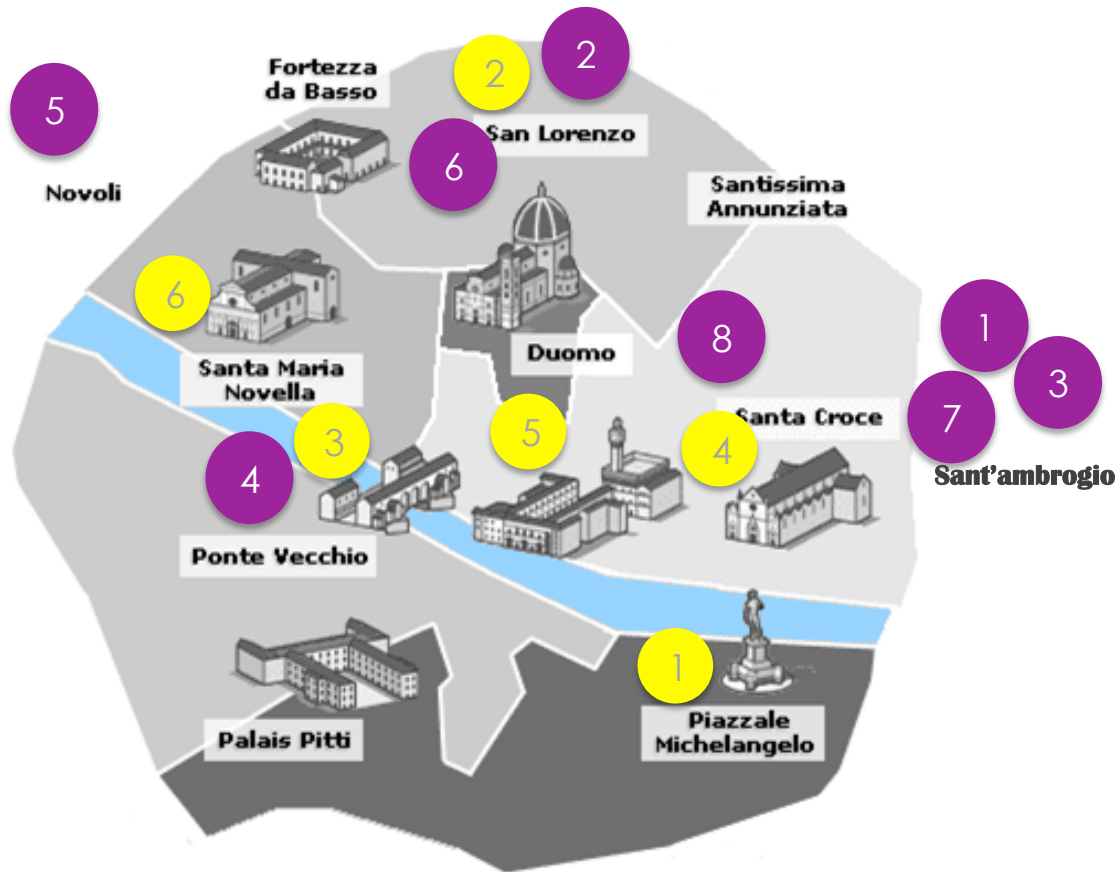 2
2
Fortezza
da Basso
5
San Lorenzo
6
Novoli
Santissima
Annunziata
6
1
8
Duomo
3
Santa Maria
Novella
7
Santa Croce
5
3
4
4
Sant'ambrogio
Ponte Vecchio
1
Piazzale
Michelangelo
Palais Pitti